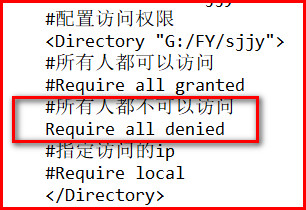 #配置访问权限
<Directory "G:/FY/sjjy">
#所有人都可以访问
#Require all granted
#所有人都不可以访问
Require all denied
#指定访问的ip
#Require local
</Directory>